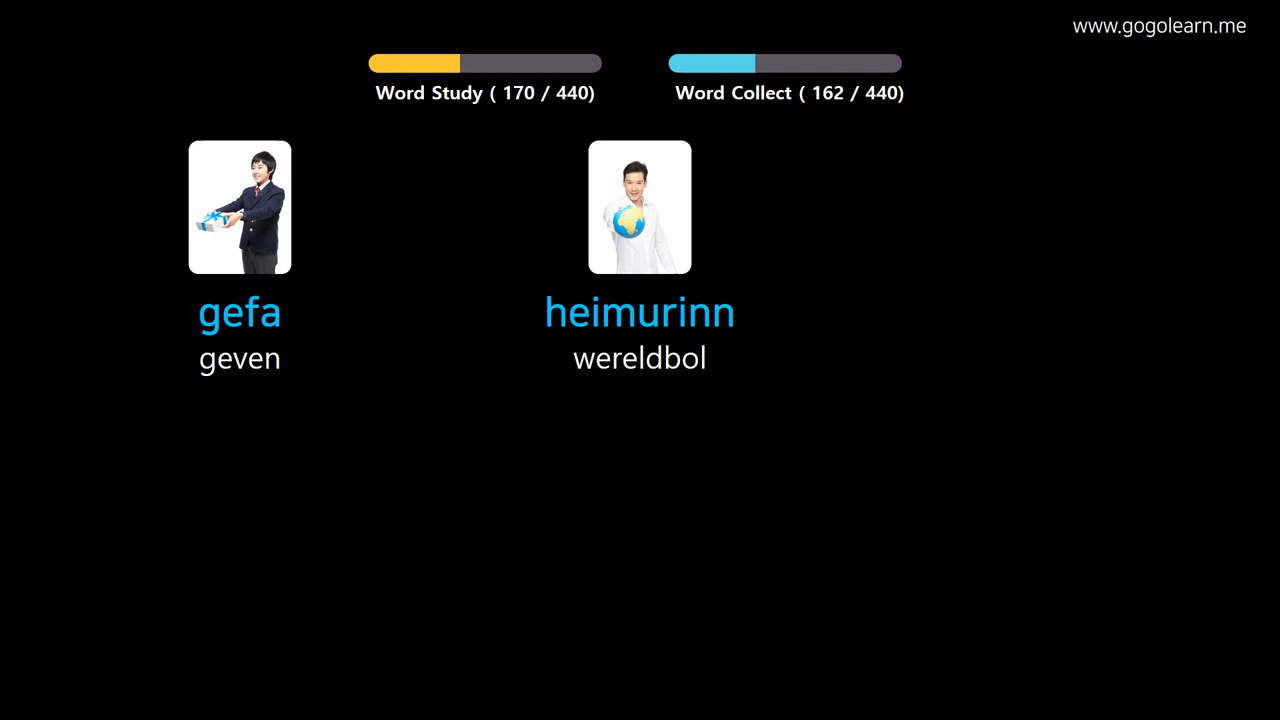 www.gogolearn.me
Word Study ( 170 / 440)
Word Collect ( 162 / 440)
gefa
geven
heimurinn
wereldbol